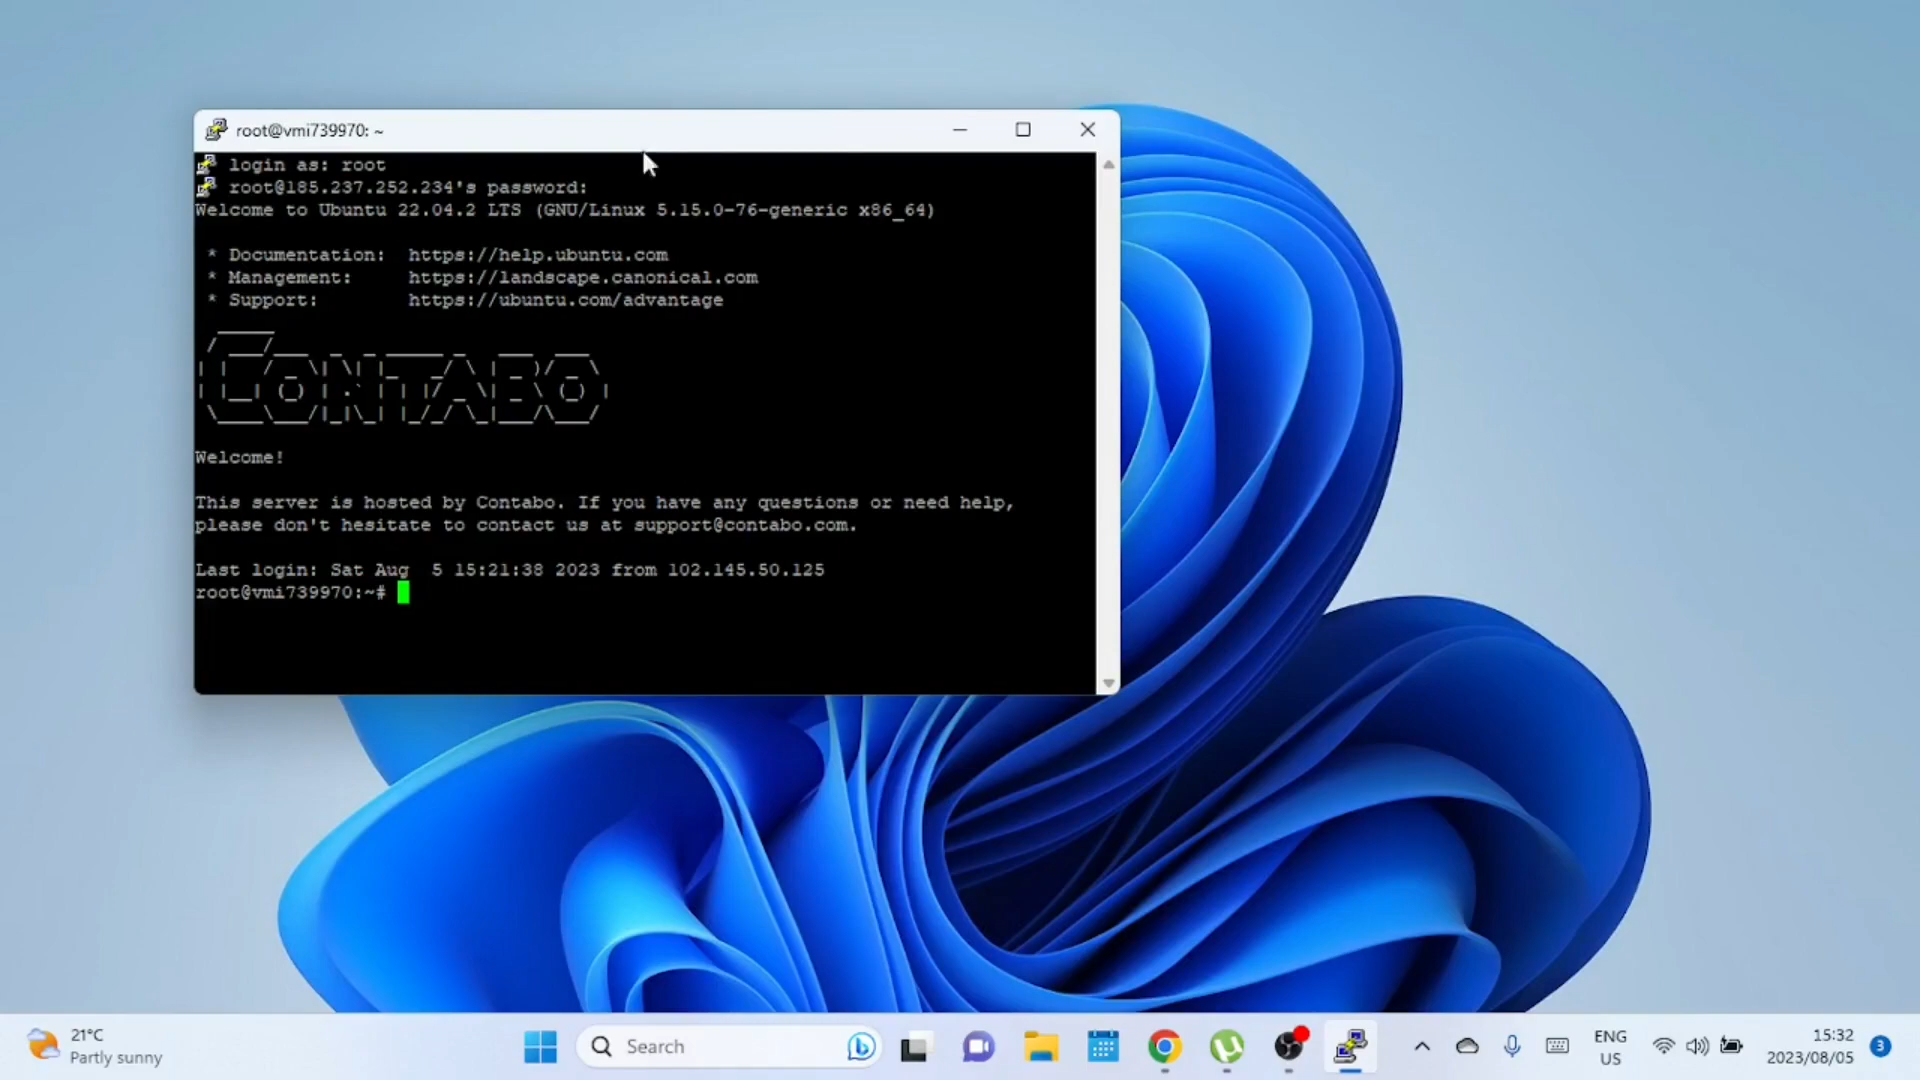 root@vmi739970: ~
login as: root
root@185.237.252.234's password:
Welcome to Ubuntu 22.04.2 LTS (GNU/Linux 5.15.0-76-generic x86_64)
* Documentation:  https://help.ubuntu.com
* Management:     https://landscape.canonical.com
* Support:        https://ubuntu.com/advantage
CONTABO
Welcome!
This server is hosted by Contabo. If you have any questions or need help,
please don't hesitate to contact us at support@contabo.com.
Last login: Sat Aug  5 15:21:38 2023 from 102.145.50.125
root@vmi739970:~#
21°C
Partly sunny
Search
ENG
US
15:32
2023/08/05
3